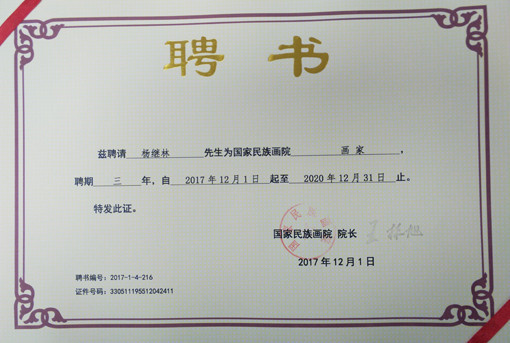 聘书
兹聘请 杨继林 先生为国家民族画院 画家 ，
聘期 三 年，自 2017年12月1日 起至 2020年12月31日 止。
特发此证。
国家民族画院 院长
2017年12月1日
聘书编号：2017-1-4-216
证件号码：330511195512042411